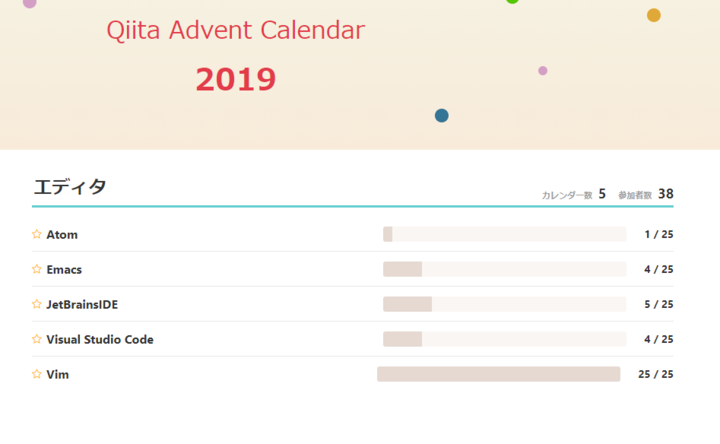 Qiita Advent Calendar
2019
エディタ
カレンダー数 5 参加者数 38
Atom 1 / 25
Emacs 4 / 25
JetBrainsIDE 5 / 25
Visual Studio Code 4 / 25
Vim 25 / 25